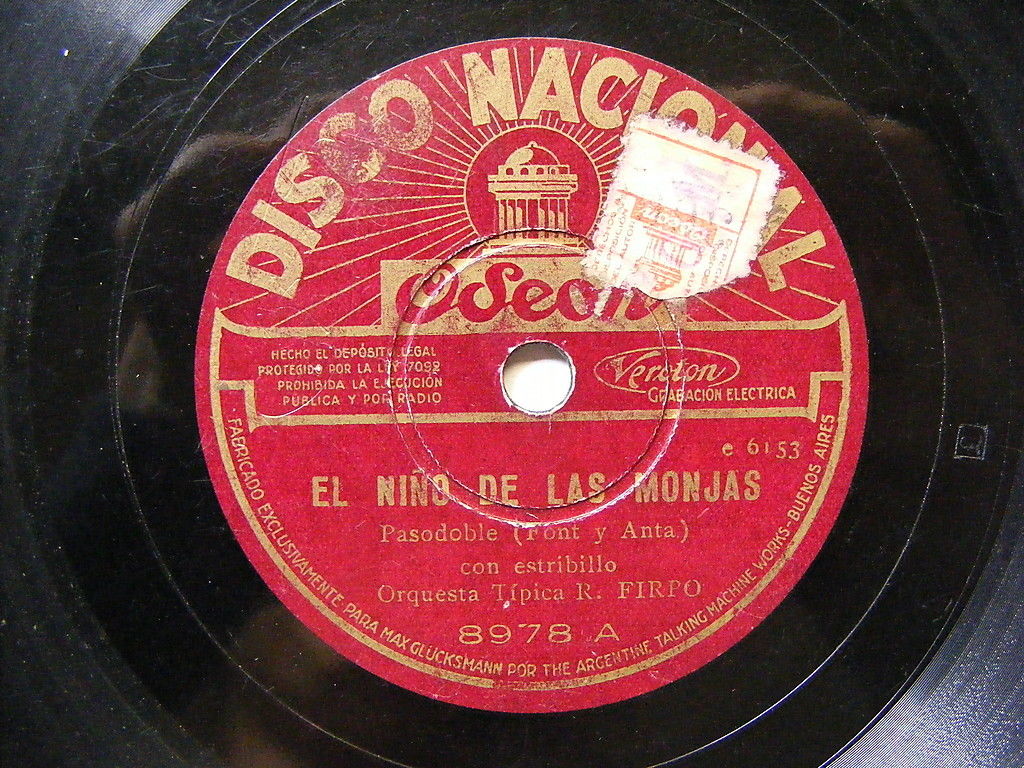 DISCO NACIONAL
Odeon
HECHO EL DEPÓSITO LEGAL
PROTEGIDO POR LA LEY 7092
PROHIBIDA LA EJECUCIÓN
PÚBLICA Y POR RADIO
Veroton
GRABACIÓN ELECTRICA
e 6153
EL NIÑO DE LAS MONJAS
Pasodoble (Font y Anta)
con estribillo
Orquesta Típica R. FIRPO
8978 A
FABRICADO EXCLUSIVAMENTE PARA MAX GLÜCKSMANN POR THE ARGENTINE TALKING MACHINE WORKS - BUENOS AIRES